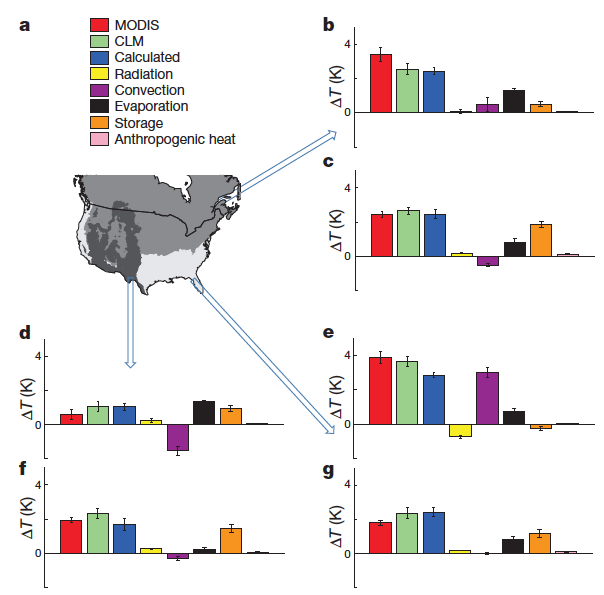 a
MODIS
CLM
Calculated
Radiation
Convection
Evaporation
Storage
Anthropogenic heat
b
ΔT (K)
4
0
c
ΔT (K)
4
0
d
ΔT (K)
4
0
e
ΔT (K)
4
0
f
ΔT (K)
4
0
g
ΔT (K)
4
0